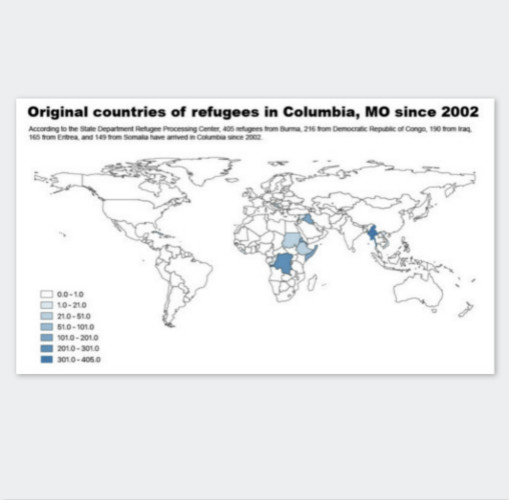 Original countries of refugees in Columbia, MO since 2002
According to the State Department Refugee Processing Center, 405 refugees from Burma, 216 from Democratic Republic of Congo, 190 from Iraq,
165 from Eritrea, and 149 from Somalia have arrived in Columbia since 2002.
0.0 - 1.0
1.0 - 21.0
21.0 - 51.0
51.0 - 101.0
101.0 - 201.0
201.0 - 301.0
301.0 - 405.0